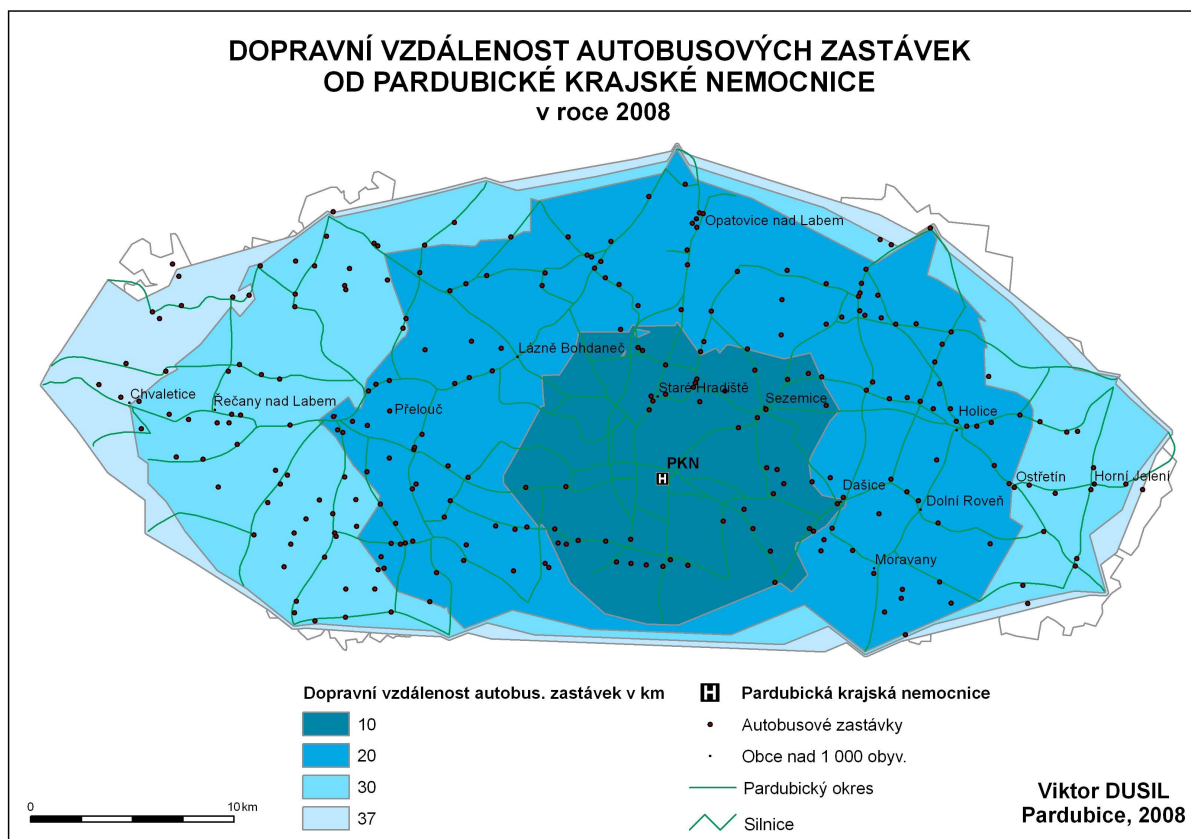 DOPRAVNÍ VZDÁLENOST AUTOBUSOVÝCH ZASTÁVEK
OD PARDUBICKÉ KRAJSKÉ NEMOCNICE
v roce 2008
Opatovice nad Labem
Lázně Bohdaneč
Chvaletice
Řečany nad Labem
Přelouč
Staré Hradiště
Sezemice
Holice
PKN
H
Dašice
Ostřetín
Horní Jelení
Dolní Roveň
Moravany
Dopravní vzdálenost autobus. zastávek v km
10
20
30
37
H Pardubická krajská nemocnice
Autobusové zastávky
Obce nad 1 000 obyv.
Pardubický okres
Silnice
0 10 km
Viktor DUSIL
Pardubice, 2008